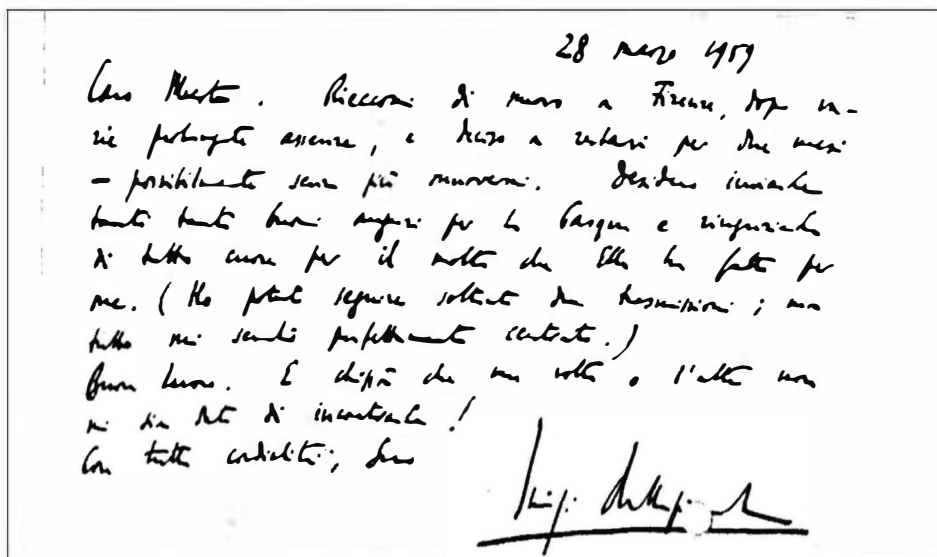 28 marzo 1959
Caro Maestro. Rieccomi di nuovo a Firenze, dopo va-
rie prolungate assenze, e deciso a restarci per due mesi
– possibilmente senza più muovermi. Desidero inviarLe
tanti tanti buoni auguri per la Pasqua e ringraziarLa
di tutto cuore per il molto che Ella ha fatto per
me. (Ho potuto seguire soltanto due trasmissioni; ma
tutto mi sembrò perfettamente centrato.)
Buon lavoro. E chissà che una volta o l'altra non
mi sia dato di incontrarLa!
Con tutta cordialità, Suo
Luigi Dallapiccola